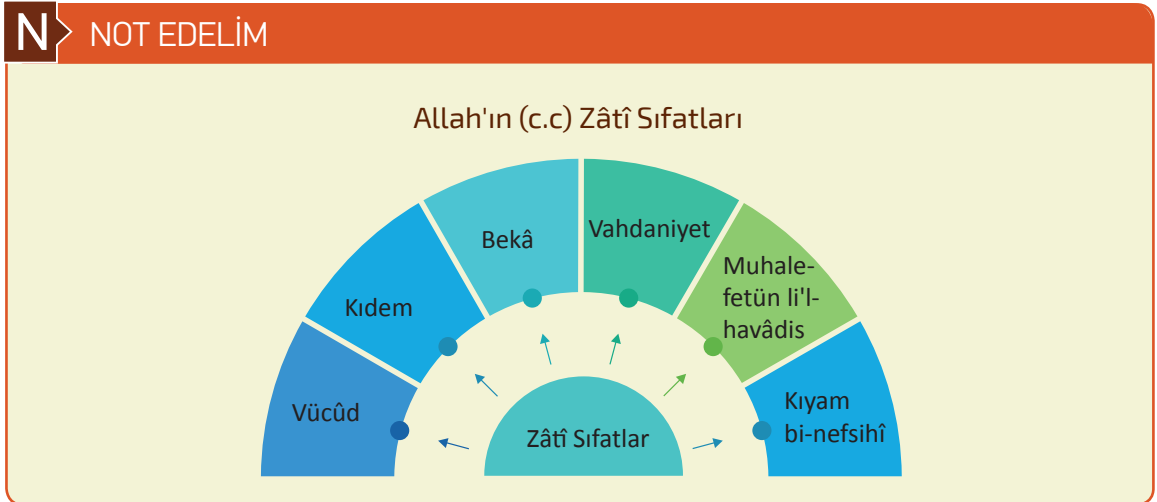 N NOT EDELİM
Allah'ın (c.c) Zâtî Sıfatları
Vücûd
Kıdem
Bekâ
Vahdaniyet
Muhale-
fetün li'l-
havâdis
Kıyam
bi-nefsihî
Zâtî Sıfatlar